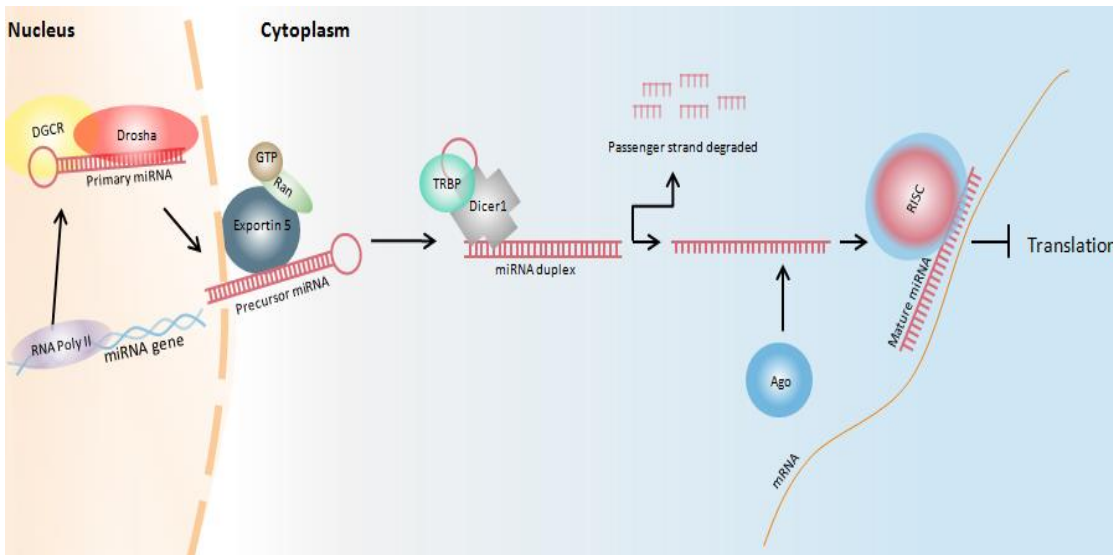 Nucleus
Cytoplasm
DGCR
Drosha
Primary miRNA
GTP
Ran
Exportin 5
Precursor miRNA
RNA Poly II
miRNA gene
TRBP
Dicer1
miRNA duplex
Passenger strand degraded
Ago
RISC
Mature miRNA
mRNA
Translation